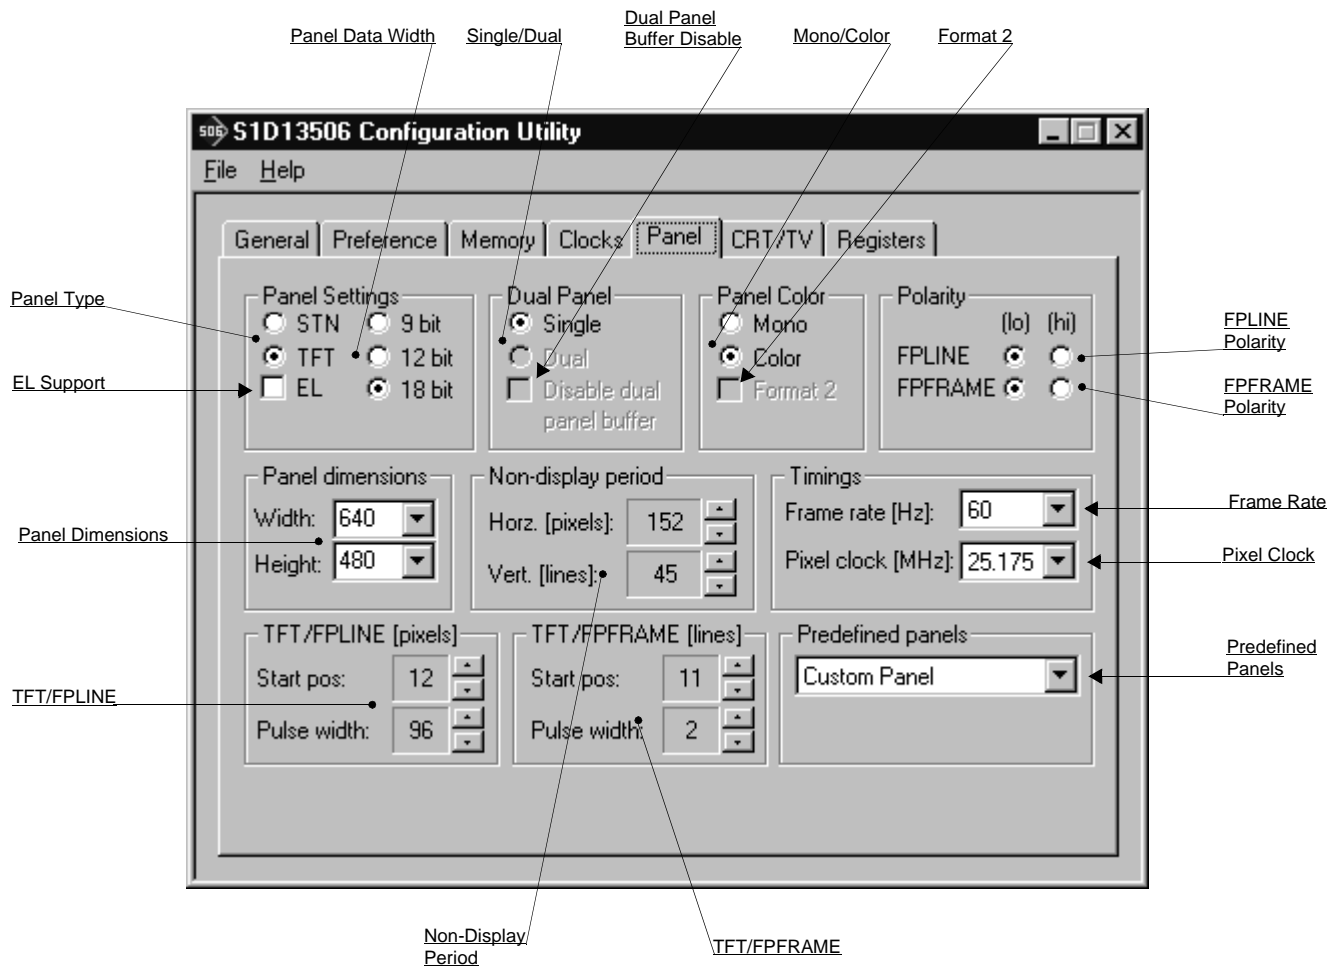 Panel Data Width
Single/Dual
Dual Panel
Buffer Disable
Mono/Color
Format 2
506 S1D13506 Configuration Utility
File Help
General Preference Memory Clocks Panel CRT/TV Registers
Panel Type
EL Support
Panel Settings
STN 9 bit
TFT 12 bit
EL 18 bit
Dual Panel
Single
Dual
Disable dual
panel buffer
Panel Color
Mono
Color
Format 2
Polarity
(lo) (hi)
FPLINE
FPFRAME
FPLINE
Polarity
FPFRAME
Polarity
Panel Dimensions
Panel dimensions
Width: 640
Height: 480
Non-display period
Horz. [pixels]: 152
Vert. [lines]: 45
Timings
Frame rate [Hz]: 60
Pixel clock [MHz]: 25.175
Frame Rate
Pixel Clock
TFT/FPLINE
TFT/FPLINE [pixels]
Start pos: 12
Pulse width: 96
TFT/FPFRAME [lines]
Start pos: 11
Pulse width: 2
Predefined panels
Custom Panel
Predefined
Panels
Non-Display
Period
TFT/FPFRAME